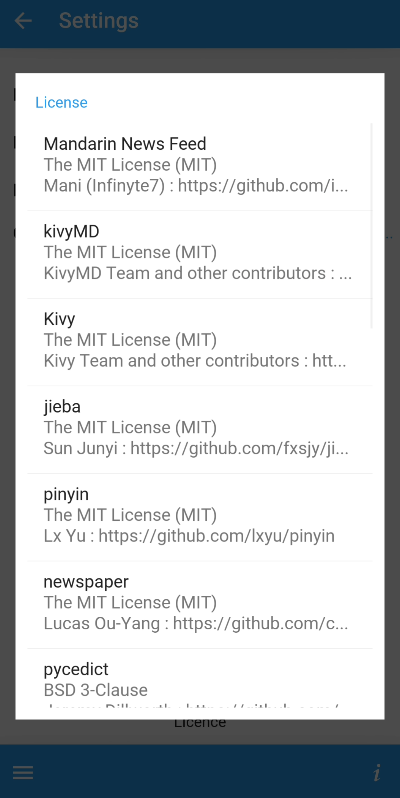 Settings
License
Mandarin News Feed
The MIT License (MIT)
Mani (Infinyte7) : https://github.com/i...
kivyMD
The MIT License (MIT)
KivyMD Team and other contributors : ...
Kivy
The MIT License (MIT)
Kivy Team and other contributors : htt...
jieba
The MIT License (MIT)
Sun Junyi : https://github.com/fxsjy/ji...
pinyin
The MIT License (MIT)
Lx Yu : https://github.com/lxyu/pinyin
newspaper
The MIT License (MIT)
Lucas Ou-Yang : https://github.com/c...
pycedict
BSD 3-Clause
Licence